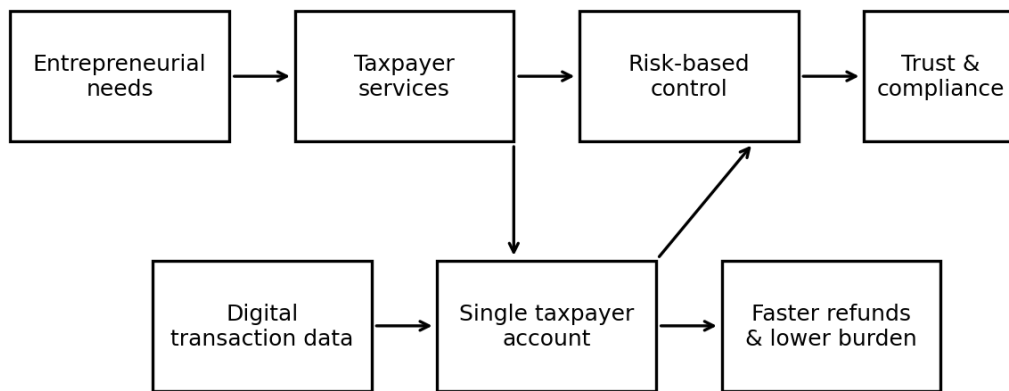 Entrepreneurial
needs
Taxpayer
services
Risk-based
control
Trust &
compliance
Digital
transaction data
Single taxpayer
account
Faster refunds
& lower burden